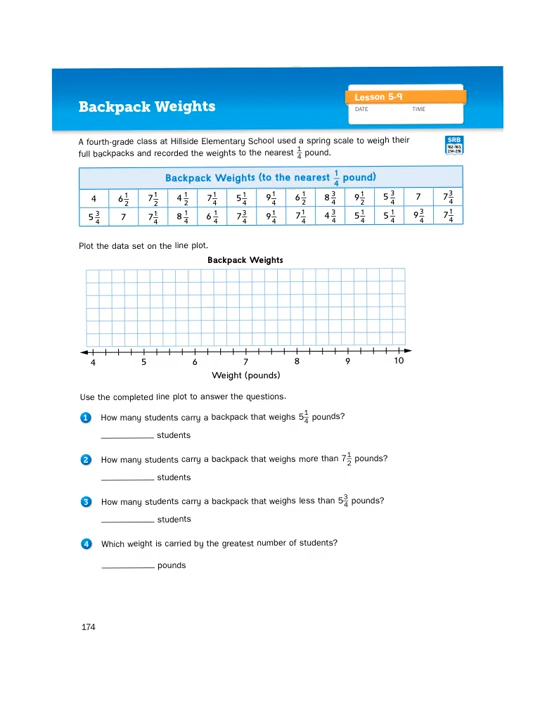 Backpack Weights
Lesson 5-9
DATE TIME
A fourth-grade class at Hillside Elementary School used a spring scale to weigh their
full backpacks and recorded the weights to the nearest 1/4 pound.
SRB
Backpack Weights (to the nearest 1/4 pound)
4 6 1/2 7 1/2 4 1/2 7 1/4 5 1/4 9 1/4 6 1/2 8 3/4 9 1/2 5 3/4 7 7 3/4
5 3/4 7 7 1/4 8 1/4 6 1/4 7 3/4 9 1/4 7 1/4 4 3/4 5 1/4 5 1/4 9 3/4 7 1/4
Plot the data set on the line plot.
Backpack Weights
4 5 6 7 8 9 10
Weight (pounds)
Use the completed line plot to answer the questions.
1 How many students carry a backpack that weighs 5 1/4 pounds?
__________ students
2 How many students carry a backpack that weighs more than 7 1/2 pounds?
__________ students
3 How many students carry a backpack that weighs less than 5 3/4 pounds?
__________ students
4 Which weight is carried by the greatest number of students?
__________ pounds
174